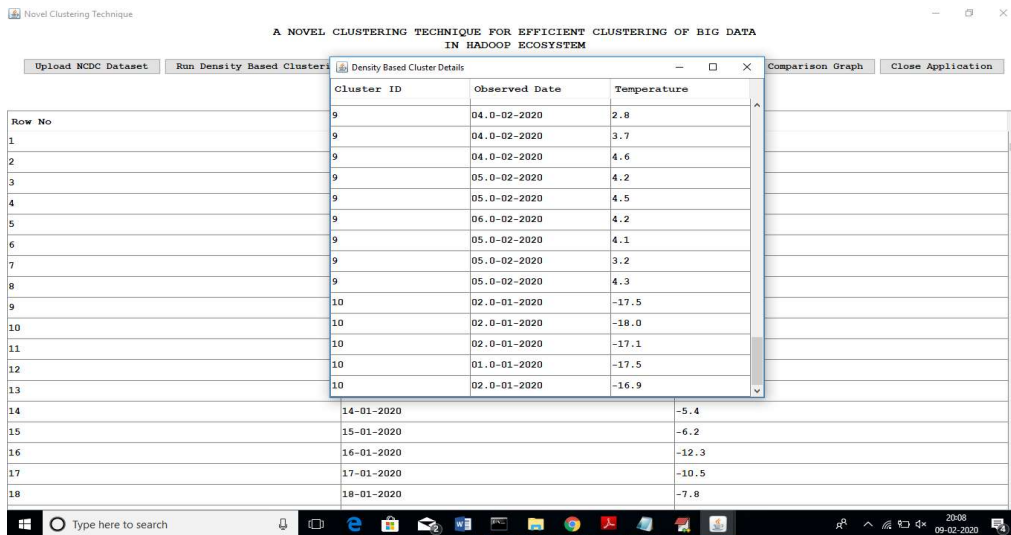 Novel Clustering Technique
A NOVEL CLUSTERING TECHNIQUE FOR EFFICIENT CLUSTERING OF BIG DATA
IN HADOOP ECOSYSTEM
Upload NCDC Dataset Run Density Based Clusteri Comparison Graph Close Application
Density Based Cluster Details
Cluster ID Observed Date Temperature
9 04.0-02-2020 2.8
9 04.0-02-2020 3.7
9 04.0-02-2020 4.6
9 05.0-02-2020 4.2
9 05.0-02-2020 4.5
9 06.0-02-2020 4.2
9 05.0-02-2020 4.1
9 05.0-02-2020 3.2
9 05.0-02-2020 4.3
10 02.0-01-2020 -17.5
10 02.0-01-2020 -18.0
10 02.0-01-2020 -17.1
10 01.0-01-2020 -17.5
10 02.0-01-2020 -16.9
Row No
1
2
3
4
5
6
7
8
9
10
11
12
13
14 14-01-2020 -5.4
15 15-01-2020 -6.2
16 16-01-2020 -12.3
17 17-01-2020 -10.5
18 18-01-2020 -7.8
Type here to search
20:08
09-02-2020